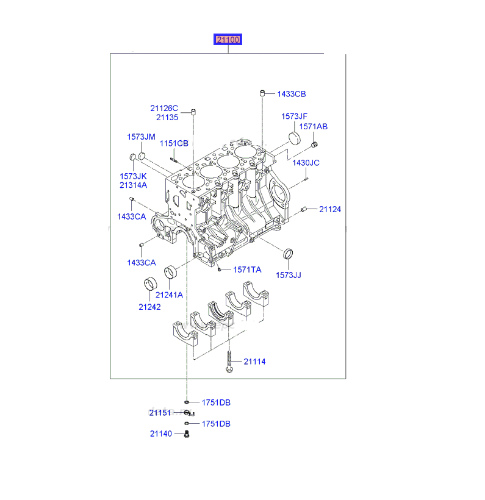 21100
1433CB
21126C
21135
1573JF
1573JM
1571AB
1151CB
1430JC
1573JK
21314A
21124
1433CA
1433CA
1571TA
1573JJ
21241A
21242
21114
1751DB
21151
1751DB
21140